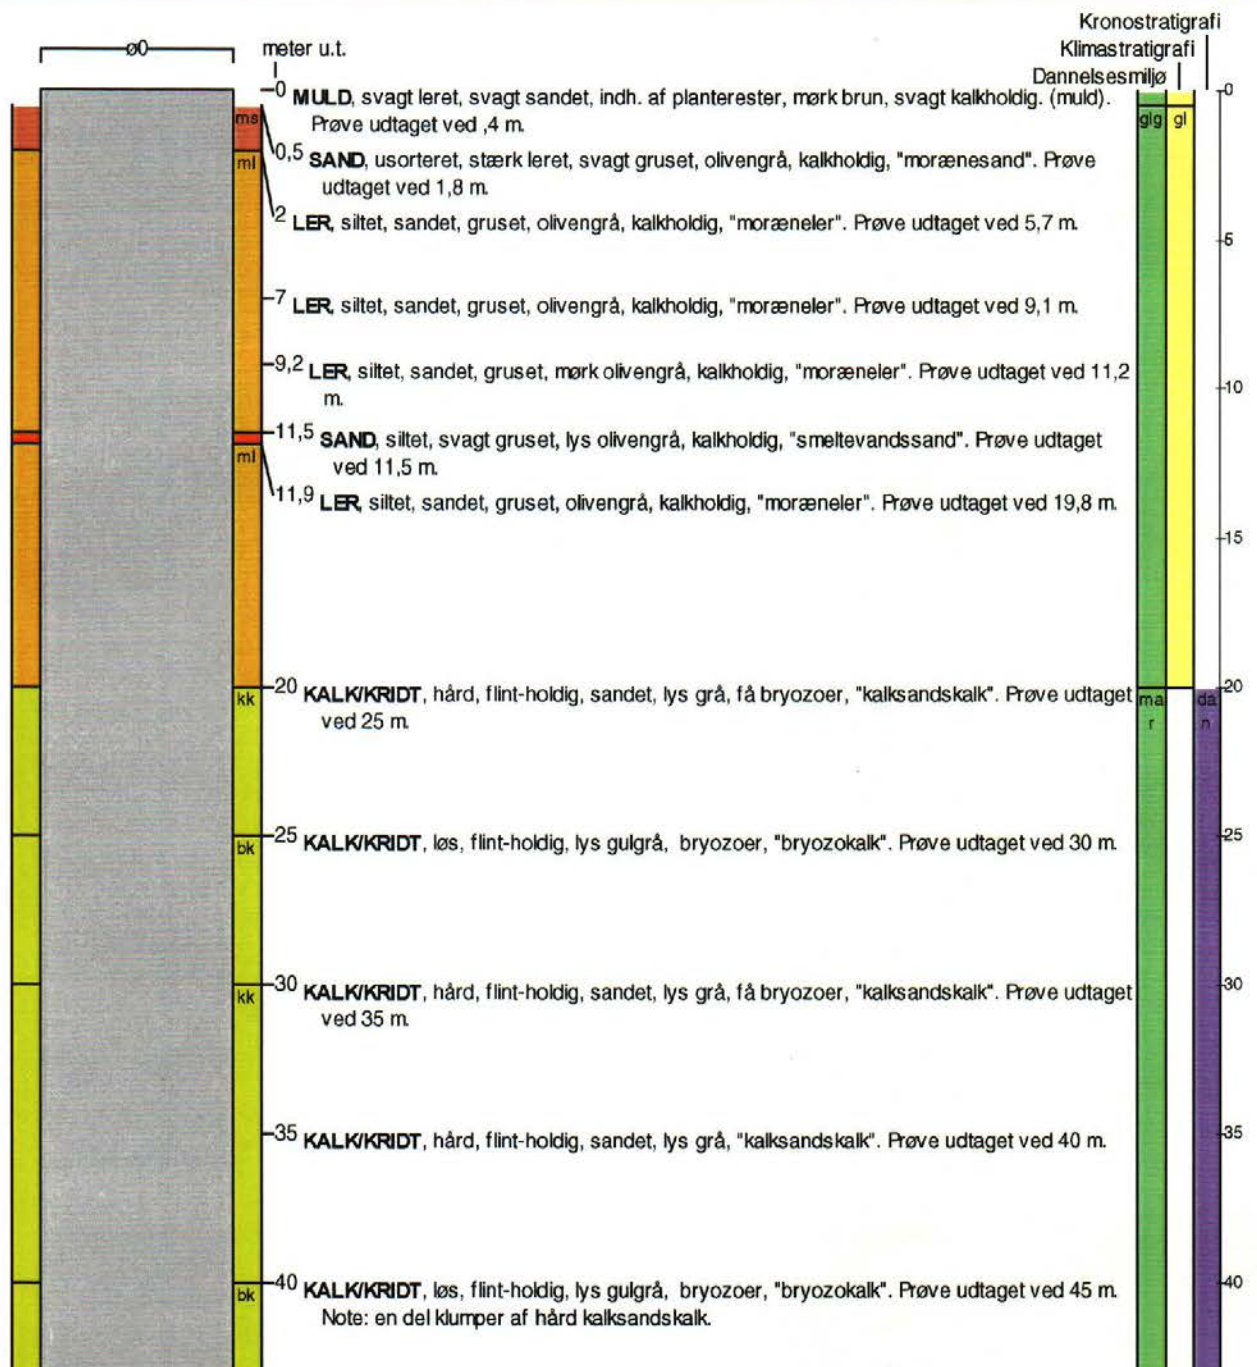 Kronostratigrafi
ø0
meter u.t.
Klimastratigrafi
Dannelsesmiljø
0 MULD, svagt leret, svagt sandet, indh. af planterester, mørk brun, svagt kalkholdig. (muld).
Prøve udtaget ved ,4 m.
0
ms
glg
gl
0,5 SAND, usorteret, stærk leret, svagt gruset, olivengrå, kalkholdig, "morænesand". Prøve
udtaget ved 1,8 m.
ml
2 LER, siltet, sandet, gruset, olivengrå, kalkholdig, "moræneler". Prøve udtaget ved 5,7 m.
5
7 LER, siltet, sandet, gruset, olivengrå, kalkholdig, "moræneler". Prøve udtaget ved 9,1 m.
9,2 LER, siltet, sandet, gruset, mørk olivengrå, kalkholdig, "moræneler". Prøve udtaget ved 11,2
m.
10
11,5 SAND, siltet, svagt gruset, lys olivengrå, kalkholdig, "smeltevandssand". Prøve udtaget
ved 11,5 m.
ml
11,9 LER, siltet, sandet, gruset, olivengrå, kalkholdig, "moræneler". Prøve udtaget ved 19,8 m.
15
20 KALK/KRIDT, hård, flint-holdig, sandet, lys grå, få bryozoer, "kalksandskalk". Prøve udtaget
ved 25 m.
20
kk
ma
r
da
n
25 KALK/KRIDT, løs, flint-holdig, lys gulgrå, bryozoer, "bryozokalk". Prøve udtaget ved 30 m.
25
bk
30 KALK/KRIDT, hård, flint-holdig, sandet, lys grå, få bryozoer, "kalksandskalk". Prøve udtaget
ved 35 m.
30
kk
35 KALK/KRIDT, hård, flint-holdig, sandet, lys grå, "kalksandskalk". Prøve udtaget ved 40 m.
35
40 KALK/KRIDT, løs, flint-holdig, lys gulgrå, bryozoer, "bryozokalk". Prøve udtaget ved 45 m.
Note: en del klumper af hård kalksandskalk.
40
bk